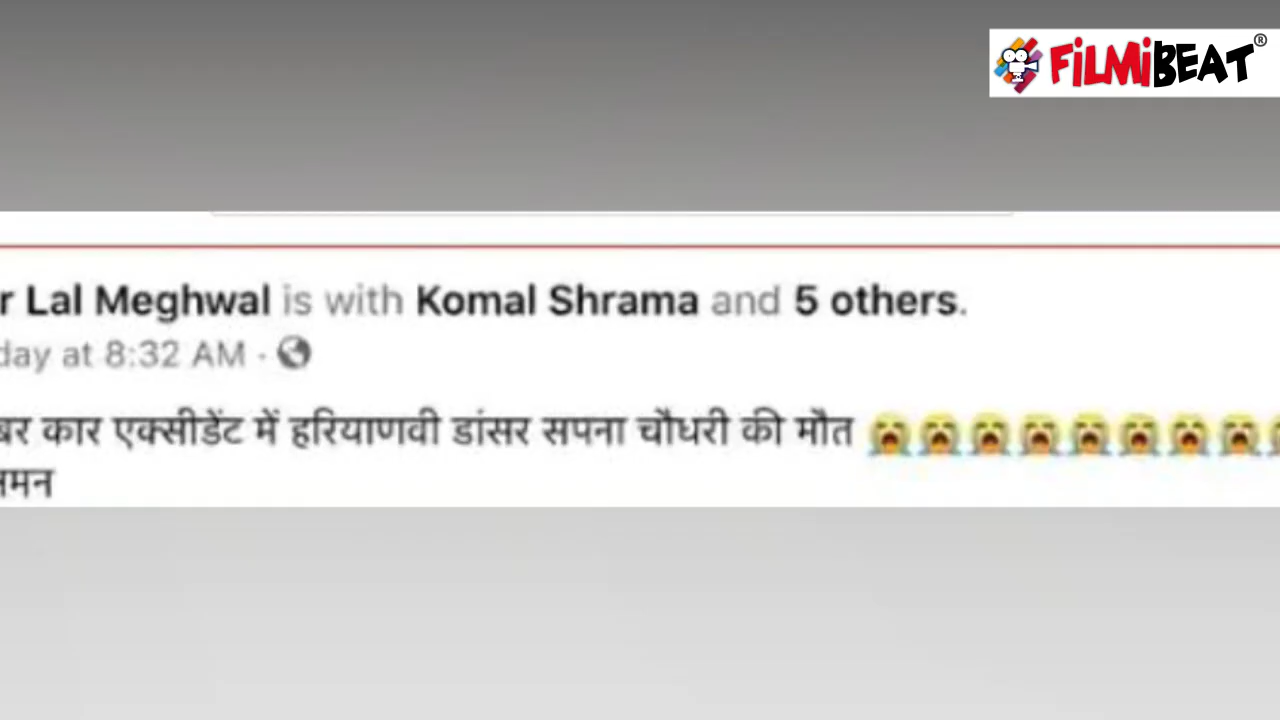 FiLMiBEAT®
r Lal Meghwal is with Komal Shrama and 5 others.
day at 8:32 AM ·
बर कार एक्सीडेंट में हरियाणवी डांसर सपना चौधरी की मौत 😭😭😭😭😭😭😭😭😭
नमन